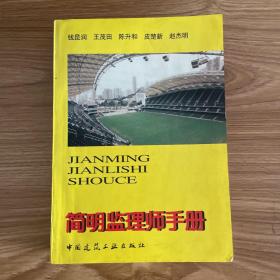 钱昆润 王茂田 陈升和 皮楚新 赵杰明
JIANMING
JIANLISHI
SHOUCE
简明监理师手册
中国建筑工业出版社